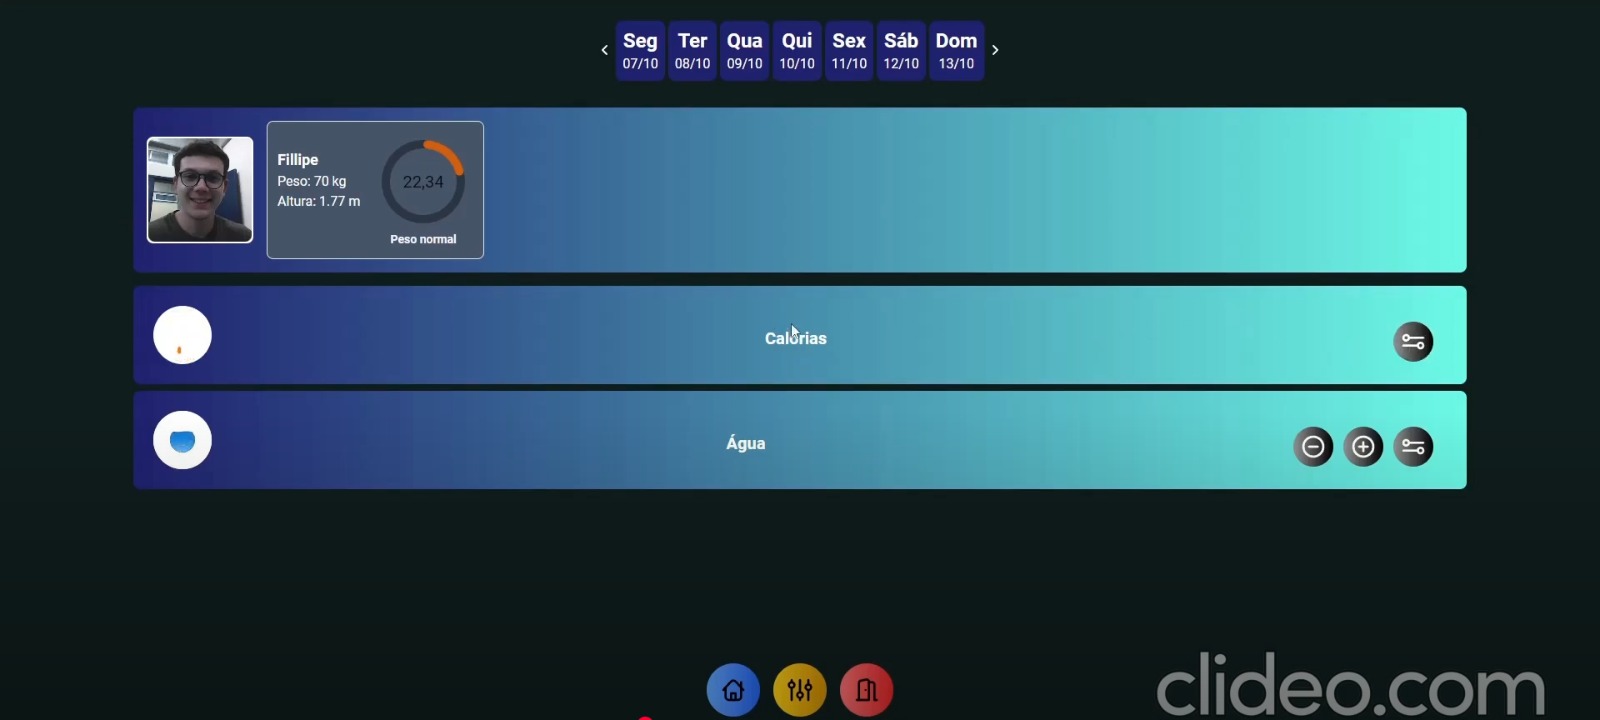 Seg Ter Qua Qui Sex Sáb Dom
07/10 08/10 09/10 10/10 11/10 12/10 13/10
Fillipe
Peso: 70 kg
Altura: 1.77 m
22,34
Peso normal
Calorias
Água
clideo.com